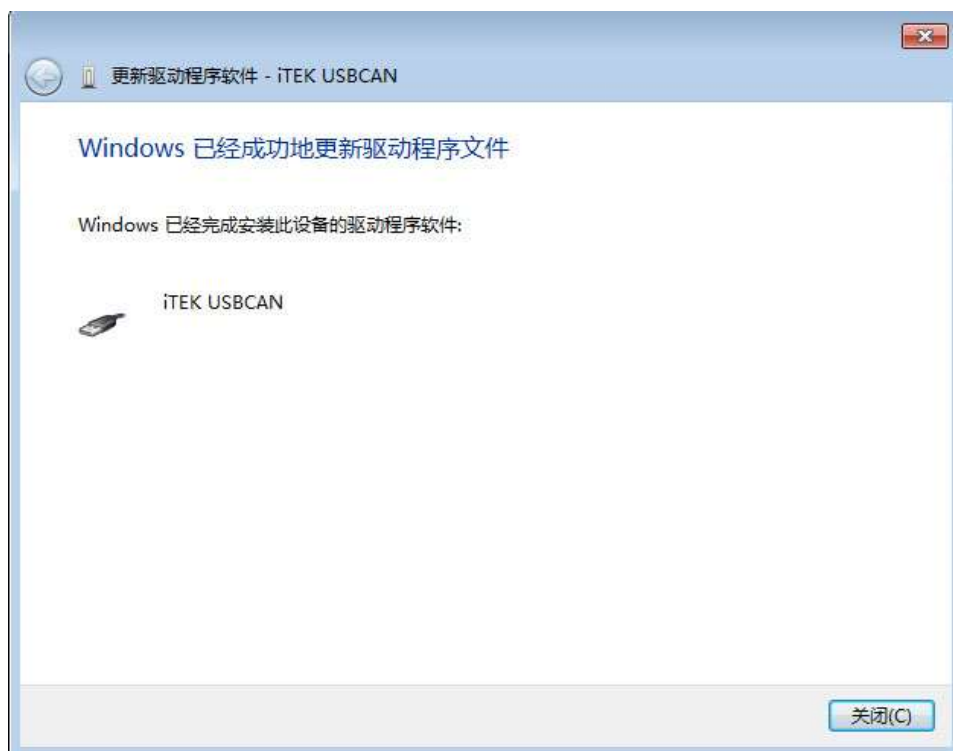 更新驱动程序软件 - iTEK USBCAN
Windows 已经成功地更新驱动程序文件
Windows 已经完成安装此设备的驱动程序软件:
iTEK USBCAN
关闭(C)